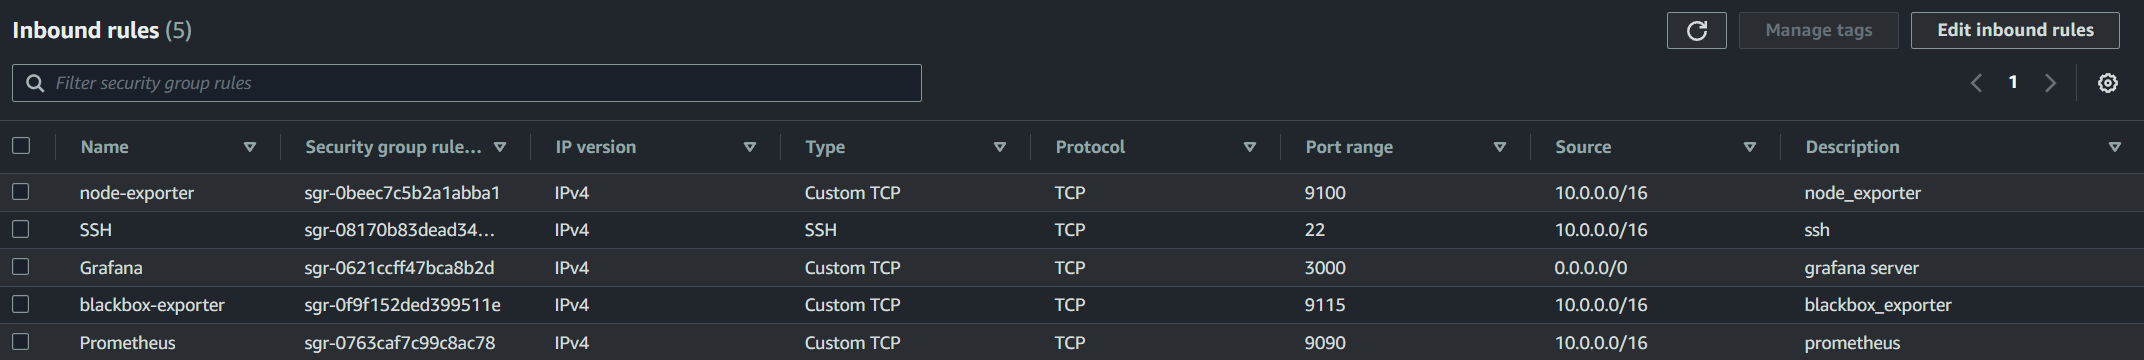 Inbound rules (5)
Manage tags
Edit inbound rules
Filter security group rules
1
Name Security group rule... IP version Type Protocol Port range Source Description
node-exporter sgr-0beec7c5b2a1abba1 IPv4 Custom TCP TCP 9100 10.0.0.0/16 node_exporter
SSH sgr-08170b83dead34... IPv4 SSH TCP 22 10.0.0.0/16 ssh
Grafana sgr-0621ccff47bca8b2d IPv4 Custom TCP TCP 3000 0.0.0.0/0 grafana server
blackbox-exporter sgr-0f9f152ded399511e IPv4 Custom TCP TCP 9115 10.0.0.0/16 blackbox_exporter
Prometheus sgr-0763caf7c99c8ac78 IPv4 Custom TCP TCP 9090 10.0.0.0/16 prometheus